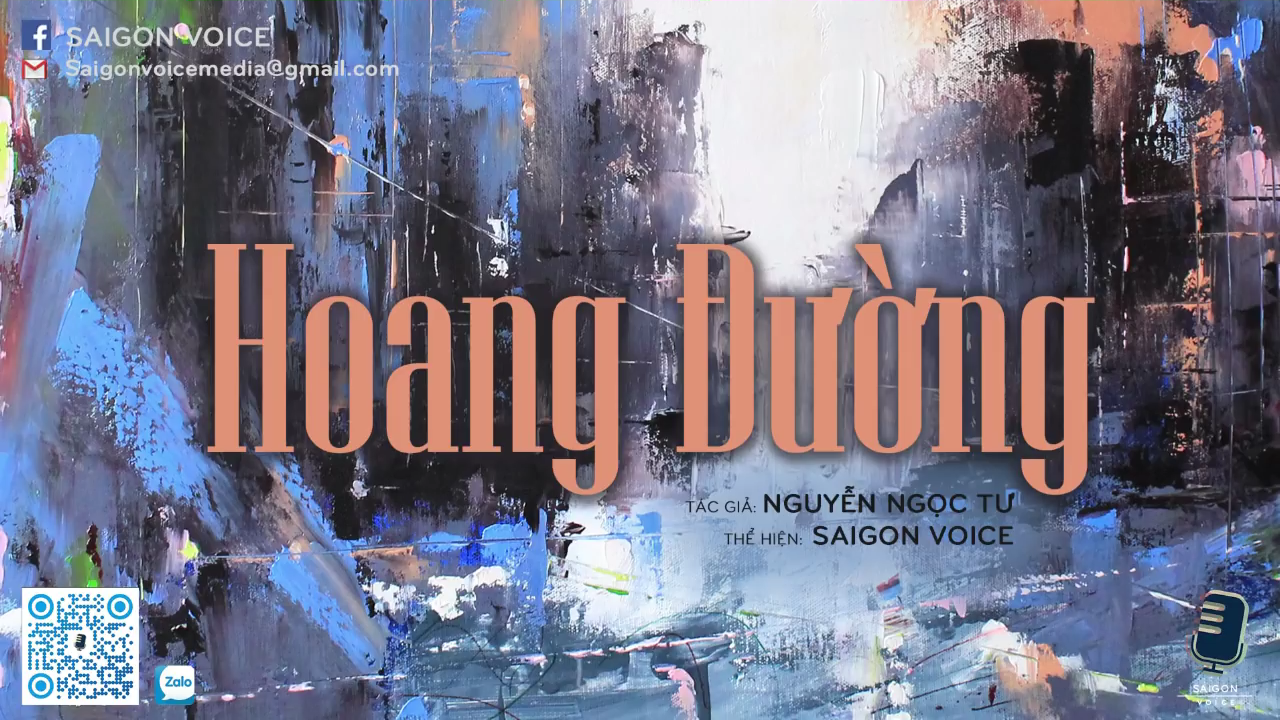 SAIGON VOICE
Saigonvoicemedia@gmail.com
Hoang Đường
TÁC GIẢ: NGUYỄN NGỌC TƯ
THỂ HIỆN: SAIGON VOICE
Zalo
SAIGON
VOICE